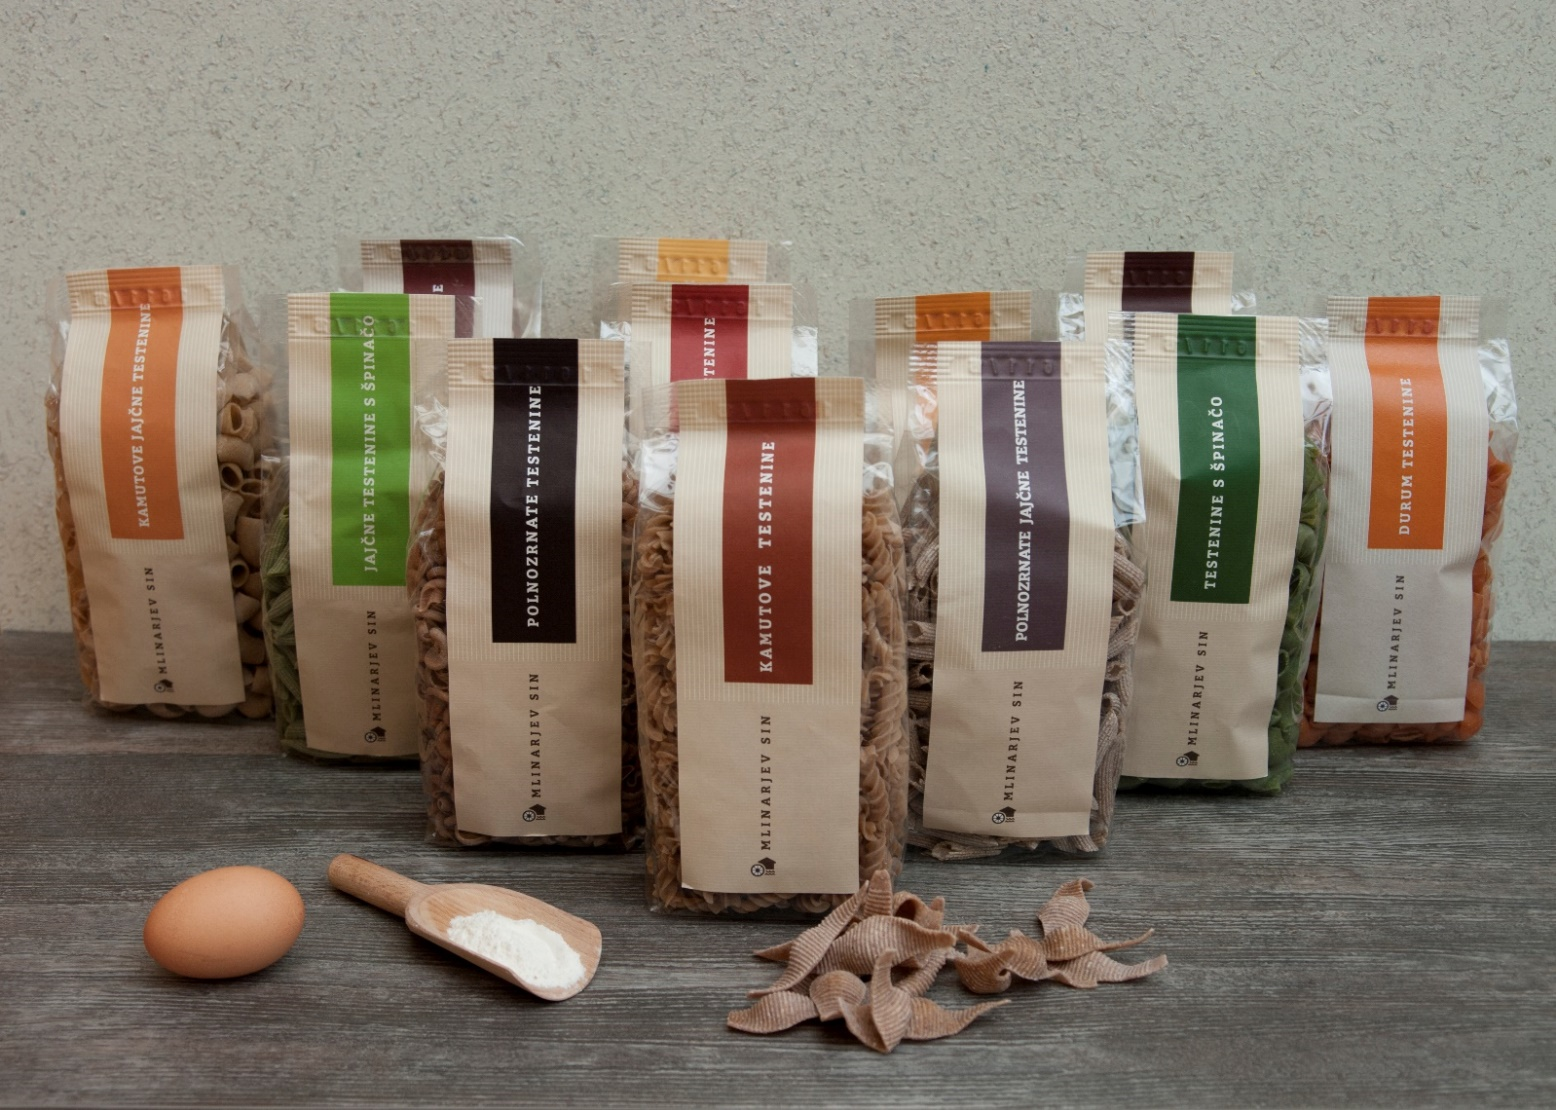 KAMUTOVE JAJČNE TESTENINE
MLINARJEV SIN
JAJČNE TESTENINE S ŠPINAČO
MLINARJEV SIN
POLNOZRNATE TESTENINE
MLINARJEV SIN
KAMUTOVE TESTENINE
MLINARJEV SIN
POLNOZRNATE JAJČNE TESTENINE
MLINARJEV SIN
TESTENINE S ŠPINAČO
MLINARJEV SIN
DURUM TESTENINE
MLINARJEV SIN